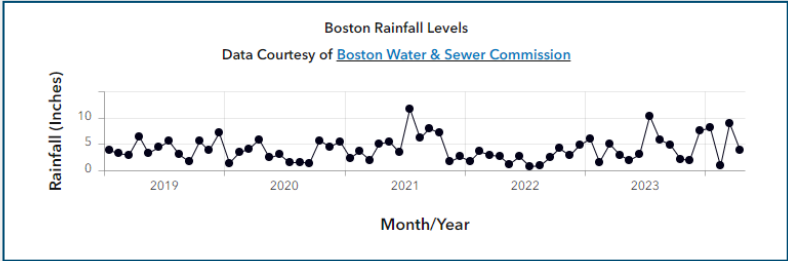 Boston Rainfall Levels
Data Courtesy of Boston Water & Sewer Commission
Rainfall (Inches)
10
5
0
2019 2020 2021 2022 2023
Month/Year